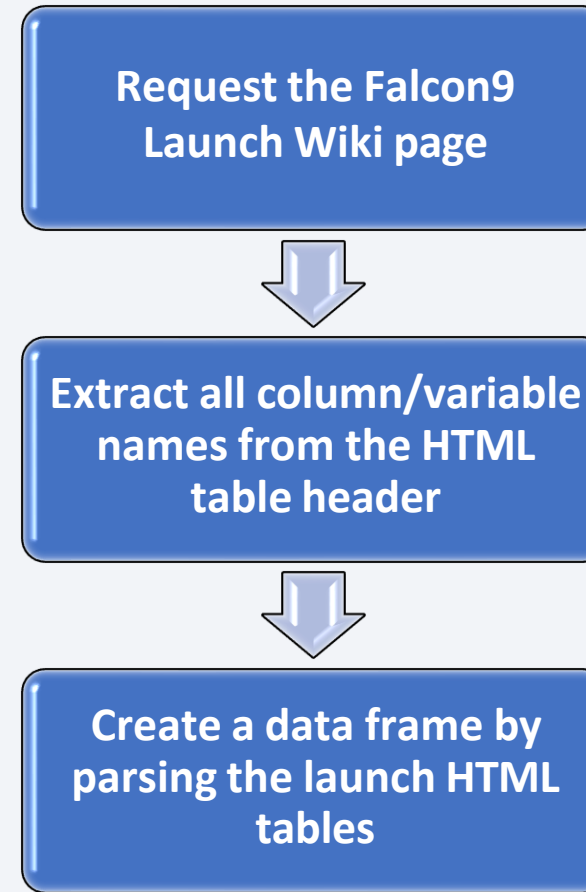 Request the Falcon9
Launch Wiki page
Extract all column/variable
names from the HTML
table header
Create a data frame by
parsing the launch HTML
tables